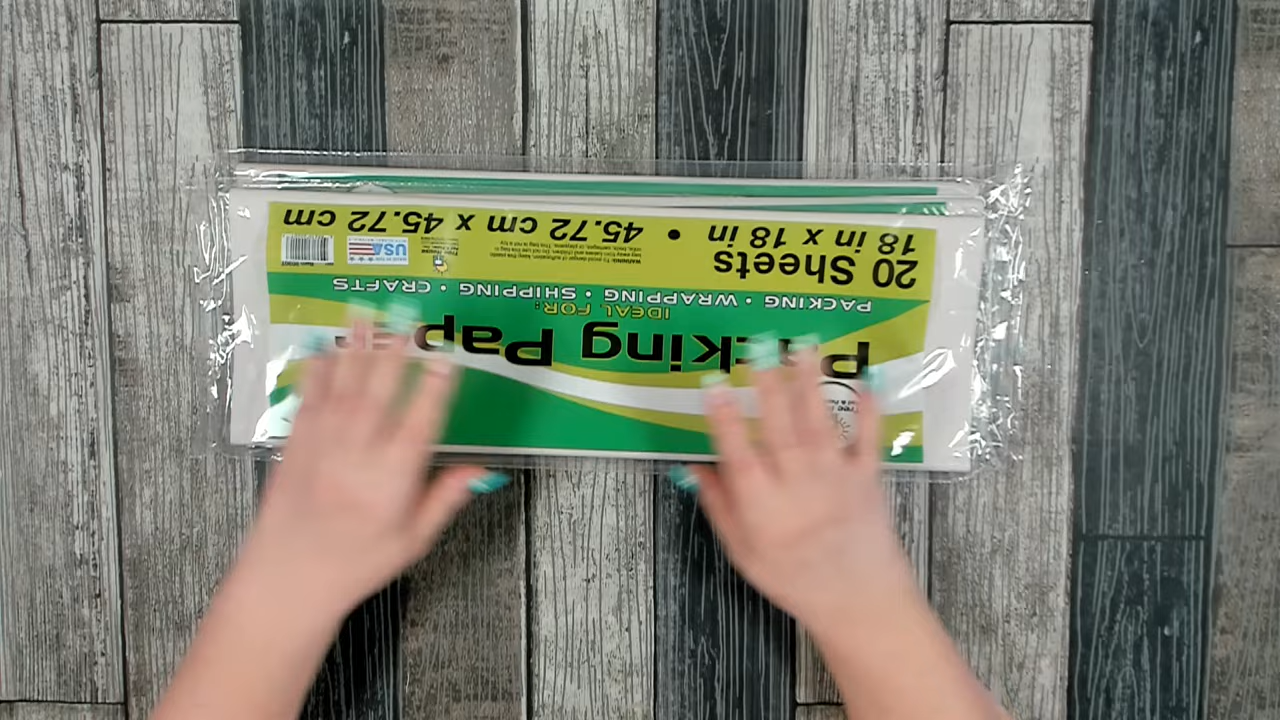 Packing Paper
IDEAL FOR:
PACKING • WRAPPING • SHIPPING • CRAFTS
20 Sheets
18 in x 18 in • 45.72 cm x 45.72 cm
USA